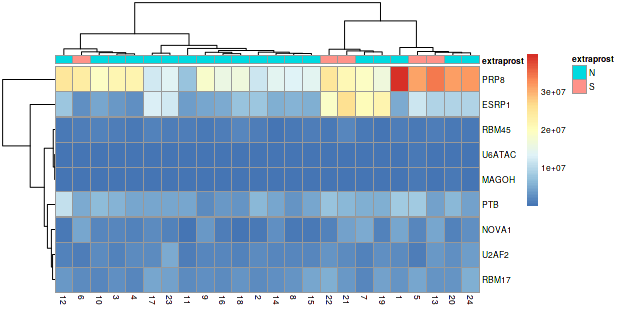 extraprost
extraprost
N
S
PRP8
ESRP1
RBM45
U6ATAC
MAGOH
PTB
NOVA1
U2AF2
RBM17
3e+07
2e+07
1e+07
12 6 10 3 4 17 23 11 9 16 18 2 14 8 15 22 21 7 19 1 5 13 20 24